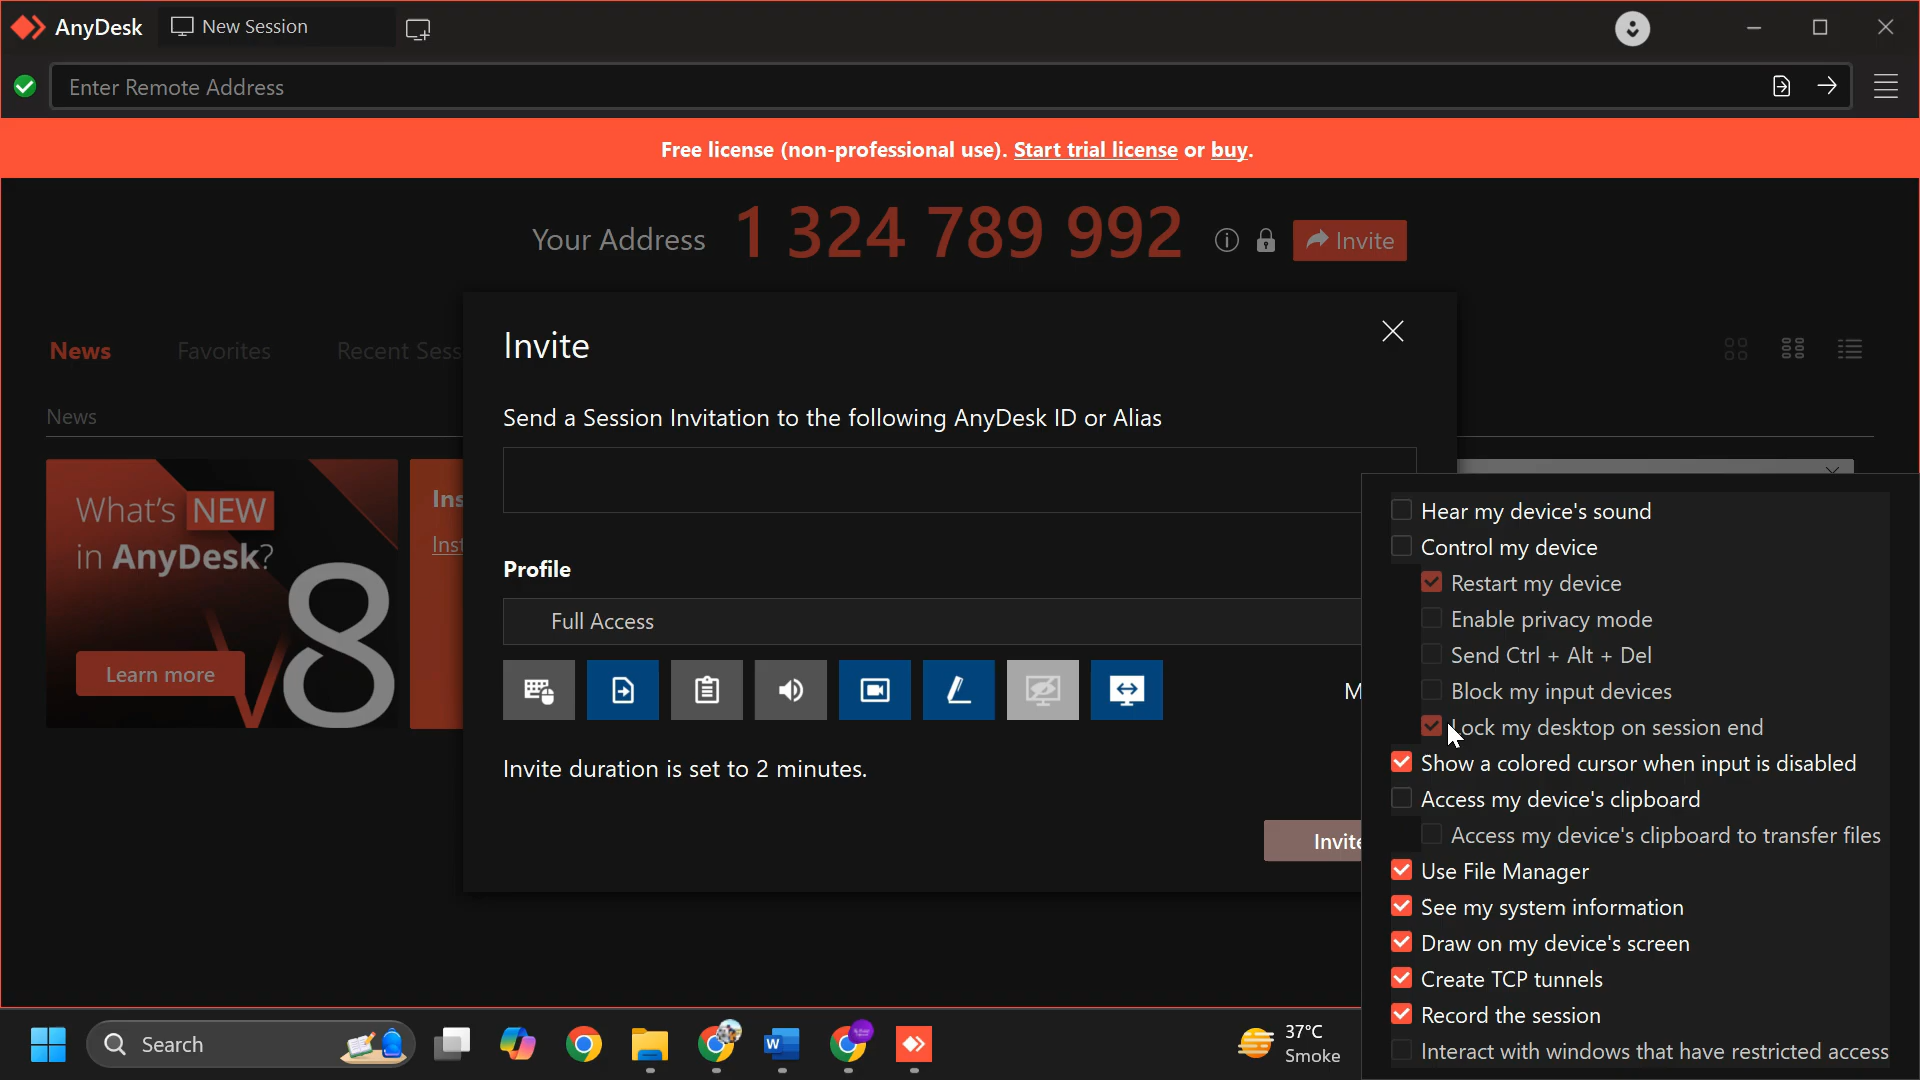 AnyDesk
New Session
Enter Remote Address
Free license (non-professional use). Start trial license or buy.
Your Address 1 324 789 992
Invite
News Favorites Recent Sess
News
What's NEW
in AnyDesk?
V8
Learn more
Ins
Inst
Invite
Send a Session Invitation to the following AnyDesk ID or Alias
Profile
Full Access
M
Invite duration is set to 2 minutes.
Invite
Hear my device's sound
Control my device
Restart my device
Enable privacy mode
Send Ctrl + Alt + Del
Block my input devices
Lock my desktop on session end
Show a colored cursor when input is disabled
Access my device's clipboard
Access my device's clipboard to transfer files
Use File Manager
See my system information
Draw on my device's screen
Create TCP tunnels
Record the session
Interact with windows that have restricted access
Search
37°C
Smoke